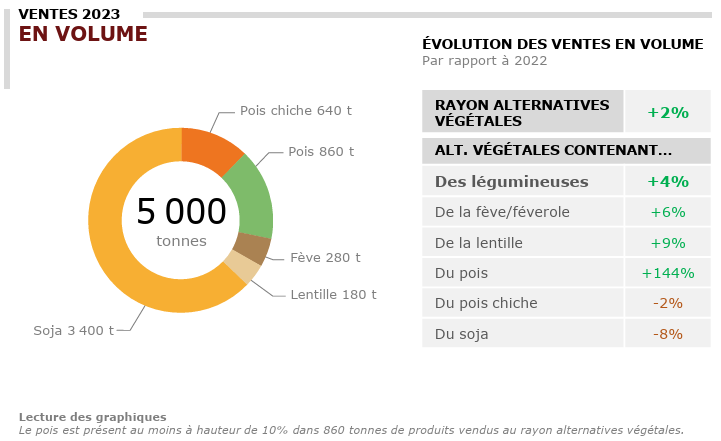 VENTES 2023
EN VOLUME
Pois chiche 640 t
Pois 860 t
5 000
tonnes
Fève 280 t
Lentille 180 t
Soja 3 400 t
ÉVOLUTION DES VENTES EN VOLUME
Par rapport à 2022
RAYON ALTERNATIVES
VÉGÉTALES
+2%
ALT. VÉGÉTALES CONTENANT...
Des légumineuses +4%
De la fève/féverole +6%
De la lentille +9%
Du pois +144%
Du pois chiche -2%
Du soja -8%
Lecture des graphiques
Le pois est présent au moins à hauteur de 10% dans 860 tonnes de produits vendus au rayon alternatives végétales.